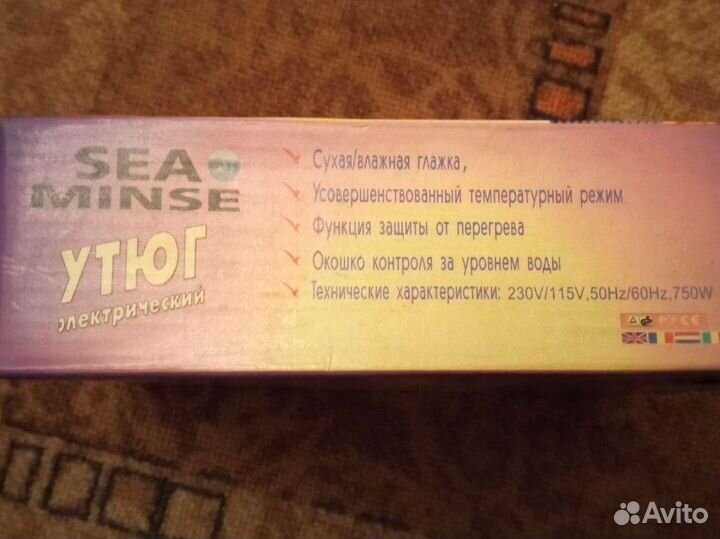 SEA
MINSE
УТЮГ
электрический
Сухая/влажная глажка,
Усовершенствованный температурный режим
Функция защиты от перегрева
Окошко контроля за уровнем воды
Технические характеристики: 230V/115V,50Hz/60Hz,750W
Avito